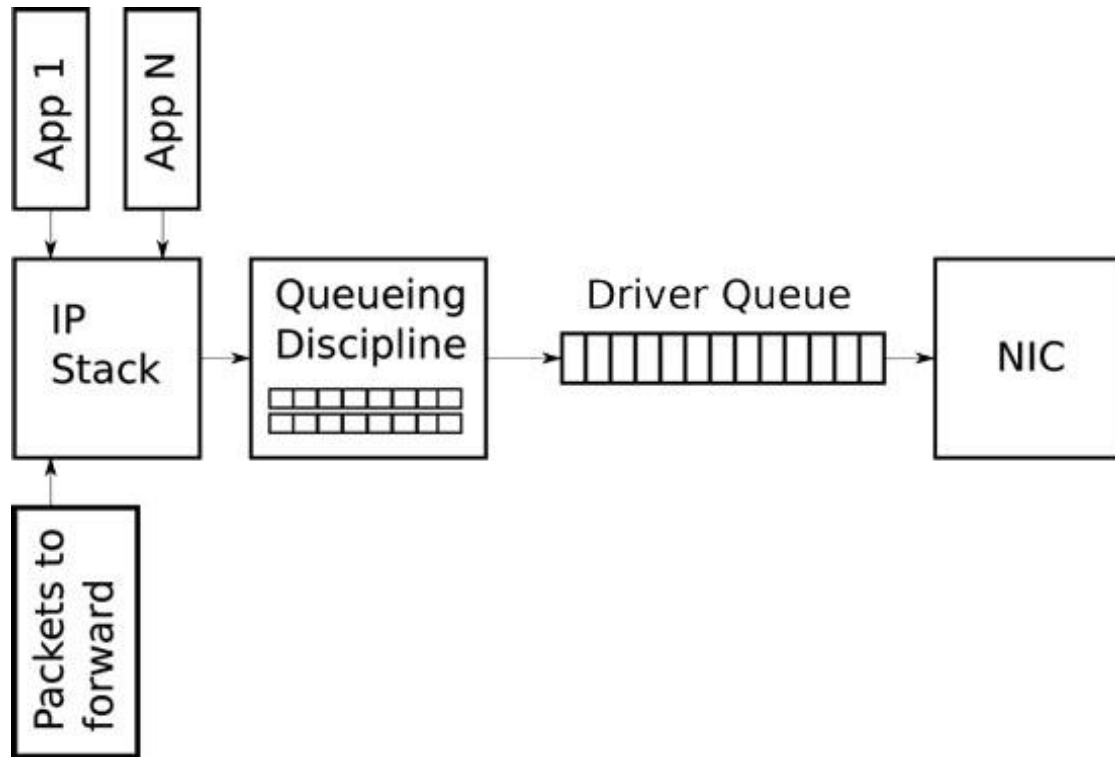 App 1
App N
IP
Stack
Queueing
Discipline
Driver Queue
NIC
Packets to
forward